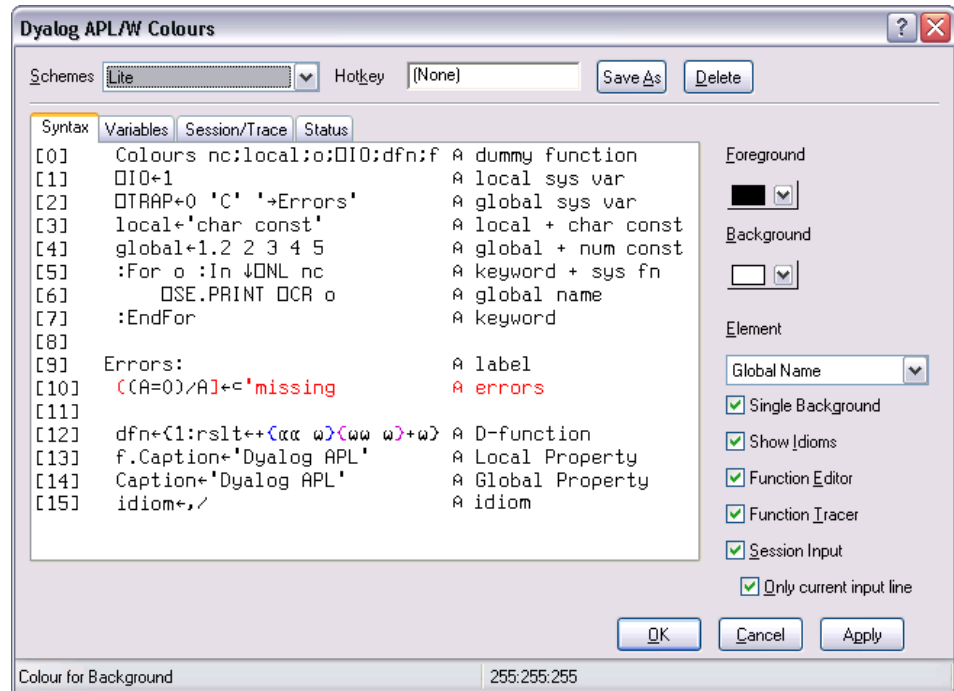 Dyalog APL/W Colours
Schemes Lite Hotkey (None) Save As Delete
Syntax Variables Session/Trace Status
[0] Colours nc;local;o;⎕IO;dfn;f ⍝ dummy function
[1] ⎕IO←1 ⍝ local sys var
[2] ⎕TRAP←0 'C' '→Errors' ⍝ global sys var
[3] local←'char const' ⍝ local + char const
[4] global←1.2 2 3 4 5 ⍝ global + num const
[5] :For o :In ↓⎕NL nc ⍝ keyword + sys fn
[6] ⎕SE.PRINT ⎕CR o ⍝ global name
[7] :EndFor ⍝ keyword
[8]
[9] Errors: ⍝ label
[10] ((A=0)/A]←⊂'missing ⍝ errors
[11]
[12] dfn←{1:rslt←+{⍺⍺ ⍵}{⍵⍵ ⍵}+⍵} ⍝ D-function
[13] f.Caption←'Dyalog APL' ⍝ Local Property
[14] Caption←'Dyalog APL' ⍝ Global Property
[15] idiom←,/ ⍝ idiom
Foreground
Background
Element
Global Name
Single Background
Show Idioms
Function Editor
Function Tracer
Session Input
Only current input line
OK Cancel Apply
Colour for Background 255:255:255